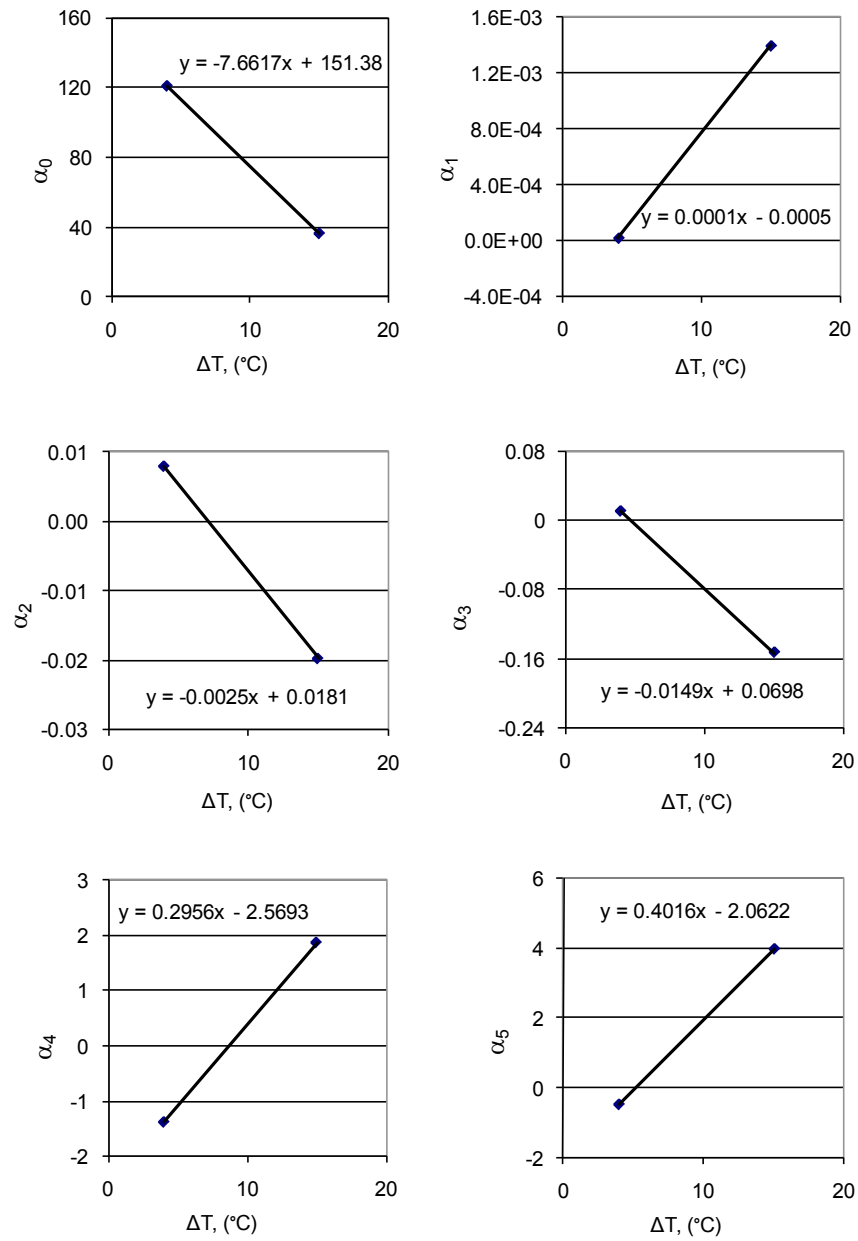 160
120
80
40
0
0
10
20
α0
ΔT, (°C)
y = -7.6617x + 151.38
1.6E-03
1.2E-03
8.0E-04
4.0E-04
0.0E+00
-4.0E-04
0
10
20
α1
ΔT, (°C)
y = 0.0001x - 0.0005
0.01
0.00
-0.01
-0.02
-0.03
0
10
20
α2
ΔT, (°C)
y = -0.0025x + 0.0181
0.08
0
-0.08
-0.16
-0.24
0
10
20
α3
ΔT, (°C)
y = -0.0149x + 0.0698
3
2
1
0
-1
-2
0
10
20
α4
ΔT, (°C)
y = 0.2956x - 2.5693
6
4
2
0
-2
0
10
20
α5
ΔT, (°C)
y = 0.4016x - 2.0622